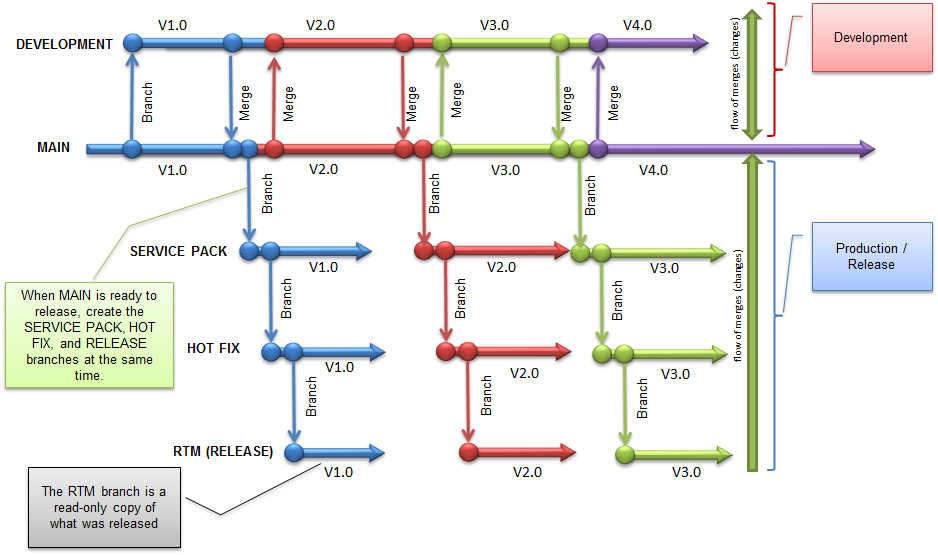 V1.0
V2.0
V3.0
V4.0
DEVELOPMENT
Development
flow of merges (changes)
Branch
Merge
Merge
Merge
Merge
Merge
Merge
MAIN
V1.0
V2.0
V3.0
V4.0
Branch
Branch
Branch
SERVICE PACK
V1.0
V2.0
V3.0
Production /
Release
flow of merges (changes)
When MAIN is ready to
release, create the
SERVICE PACK, HOT
FIX, and RELEASE
branches at the same
time.
Branch
Branch
Branch
HOT FIX
V1.0
V2.0
V3.0
Branch
Branch
Branch
RTM (RELEASE)
V1.0
V2.0
V3.0
The RTM branch is a
read-only copy of
what was released